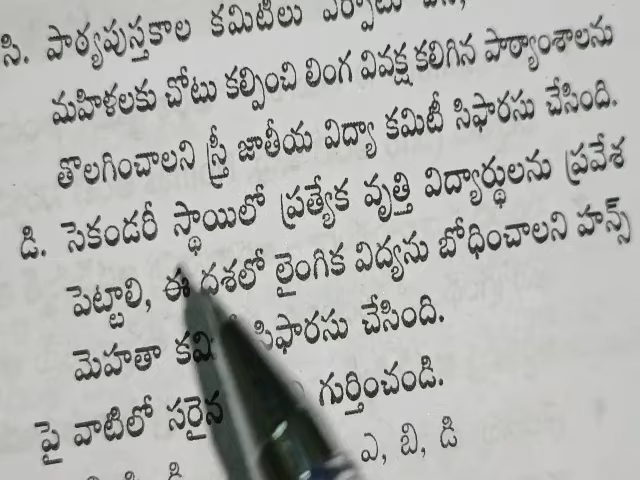 సి. పాఠ్యపుస్తకాల కమిటీలు ఏర్పాటు
మహిళలకు చోటు కల్పించి లింగ వివక్ష కలిగిన పాఠ్యాంశాలను
తొలగించాలని స్త్రీ జాతీయ విద్యా కమిటీ సిఫారసు చేసింది.
డి. సెకండరీ స్థాయిలో ప్రత్యేక వృత్తి విద్యార్థులను ప్రవేశ
పెట్టాలి, ఈ దశలో లైంగిక విద్యను బోధించాలని హన్స్
మెహతా సిఫారసు చేసింది.
పై వాటిలో సరైన గుర్తించండి.
ఎ, బి, డి